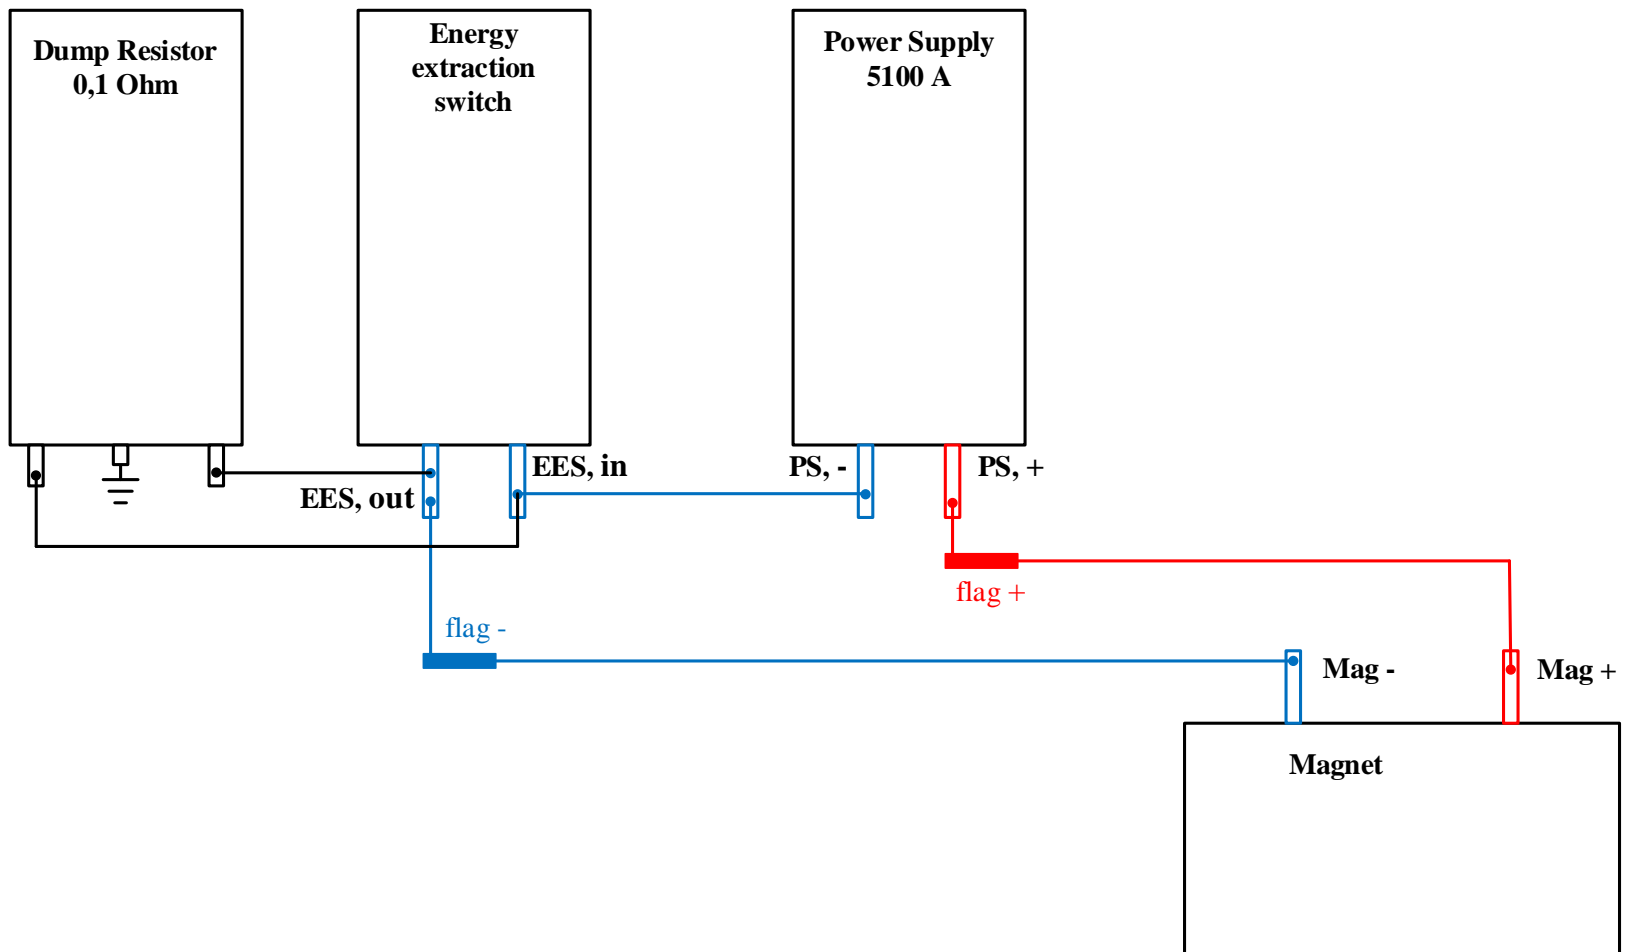 Dump Resistor
0,1 Ohm
Energy
extraction
switch
Power Supply
5100 A
EES, in
EES, out
PS, -
PS, +
flag +
flag -
Mag -
Mag +
Magnet